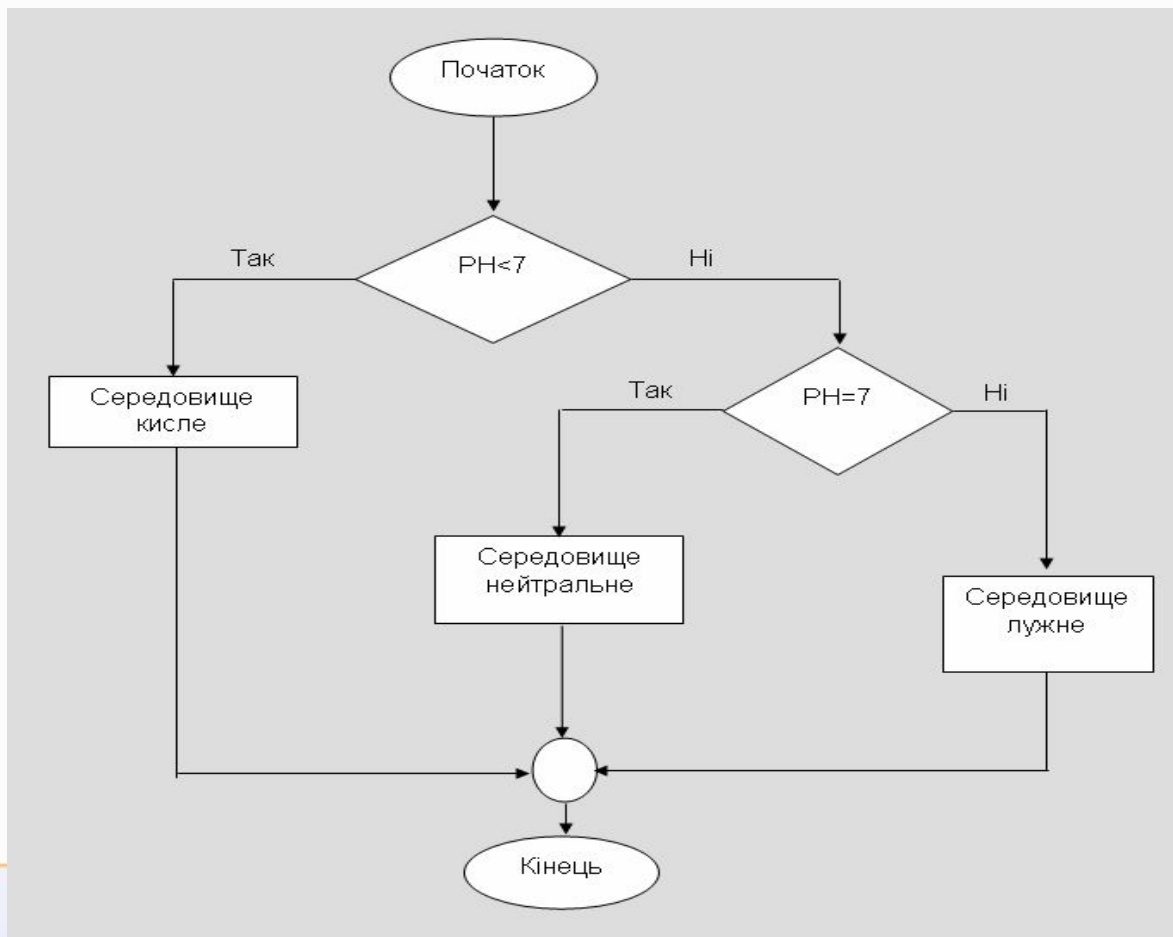 Початок
PH<7
Так
Ні
Середовище
кисле
PH=7
Так
Ні
Середовище
нейтральне
Середовище
лужне
Кінець